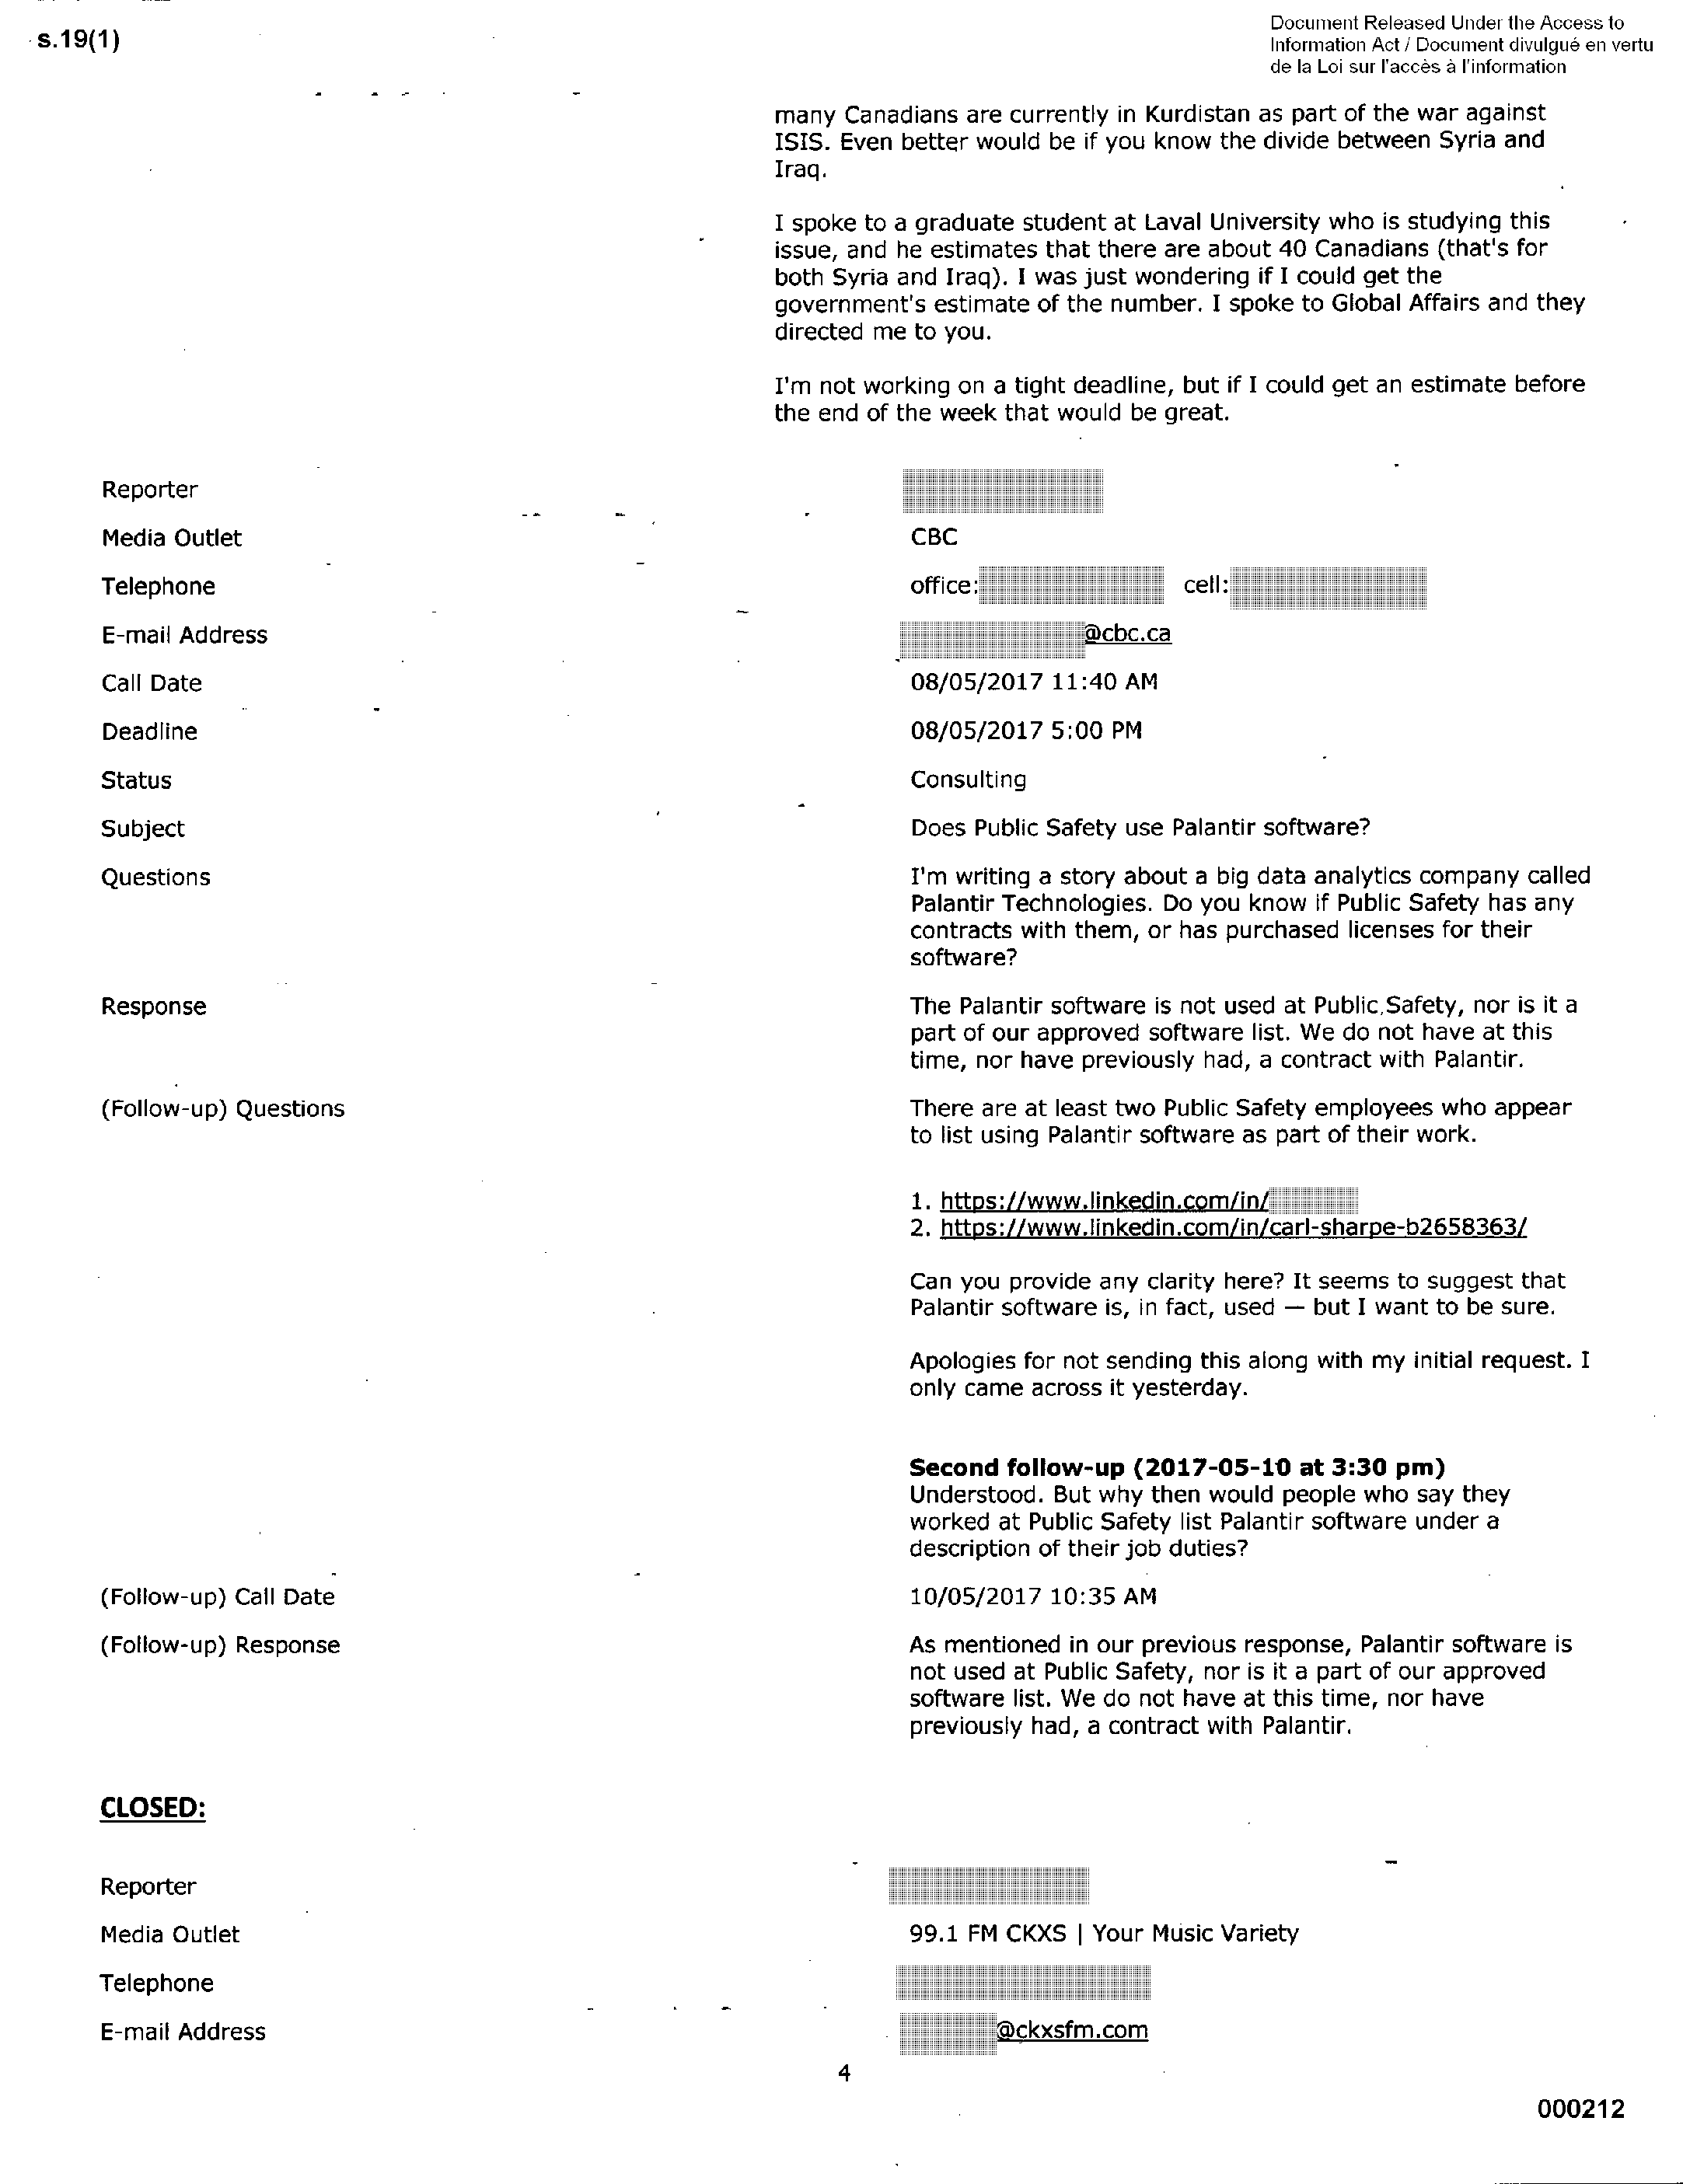 s.19(1)
Document Released Under the Access to
Information Act / Document divulgué en vertu
de la Loi sur l'accès à l'information
many Canadians are currently in Kurdistan as part of the war against
ISIS. Even better would be if you know the divide between Syria and
Iraq.
I spoke to a graduate student at Laval University who is studying this
issue, and he estimates that there are about 40 Canadians (that's for
both Syria and Iraq). I was just wondering if I could get the
government's estimate of the number. I spoke to Global Affairs and they
directed me to you.
I'm not working on a tight deadline, but if I could get an estimate before
the end of the week that would be great.
Reporter
Media Outlet CBC
Telephone office: cell:
E-mail Address @cbc.ca
Call Date 08/05/2017 11:40 AM
Deadline 08/05/2017 5:00 PM
Status Consulting
Subject Does Public Safety use Palantir software?
Questions I'm writing a story about a big data analytics company called
Palantir Technologies. Do you know if Public Safety has any
contracts with them, or has purchased licenses for their
software?
Response The Palantir software is not used at Public Safety, nor is it a
part of our approved software list. We do not have at this
time, nor have previously had, a contract with Palantir.
(Follow-up) Questions There are at least two Public Safety employees who appear
to list using Palantir software as part of their work.
1. https://www.linkedin.com/in/
2. https://www.linkedin.com/in/carl-sharpe-b2658363/
Can you provide any clarity here? It seems to suggest that
Palantir software is, in fact, used — but I want to be sure.
Apologies for not sending this along with my initial request. I
only came across it yesterday.
Second follow-up (2017-05-10 at 3:30 pm)
Understood. But why then would people who say they
worked at Public Safety list Palantir software under a
description of their job duties?
(Follow-up) Call Date 10/05/2017 10:35 AM
(Follow-up) Response As mentioned in our previous response, Palantir software is
not used at Public Safety, nor is it a part of our approved
software list. We do not have at this time, nor have
previously had, a contract with Palantir.
CLOSED:
Reporter
Media Outlet 99.1 FM CKXS | Your Music Variety
Telephone
E-mail Address @ckxsfm.com
4
000212